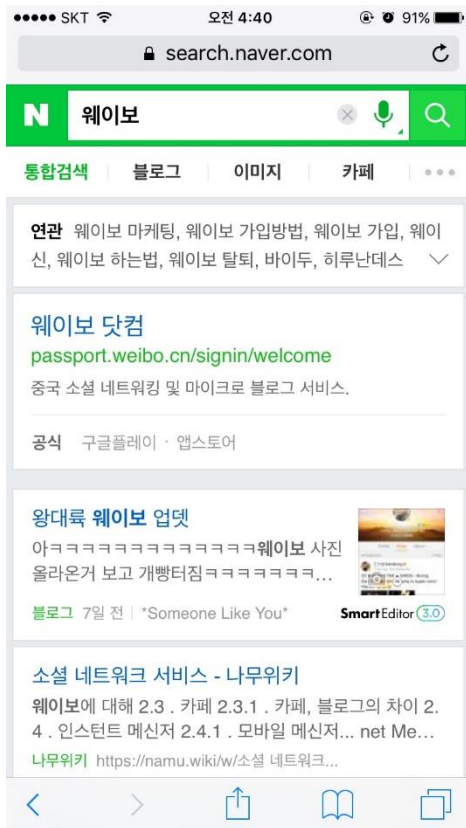 SKT 오전 4:40 91%
search.naver.com
N 웨이보
통합검색 블로그 이미지 카페
연관 웨이보 마케팅, 웨이보 가입방법, 웨이보 가입, 웨이
신, 웨이보 하는법, 웨이보 탈퇴, 바이두, 히루난데스
웨이보 닷컴
passport.weibo.cn/signin/welcome
중국 소셜 네트워킹 및 마이크로 블로그 서비스.
공식 구글플레이 · 앱스토어
왕대륙 웨이보 업뎃
아ㅋㅋㅋㅋㅋㅋㅋㅋㅋㅋㅋㅋㅋ웨이보 사진
올라온거 보고 개빵터짐ㅋㅋㅋㅋㅋㅋㅋ...
블로그 7일 전 *Someone Like You*
SmartEditor 3.0
소셜 네트워크 서비스 - 나무위키
웨이보에 대해 2.3 . 카페 2.3.1 . 카페, 블로그의 차이 2.
4 . 인스턴트 메신저 2.4.1 . 모바일 메신저... net Me...
나무위키 https://namu.wiki/w/소셜 네트워크...